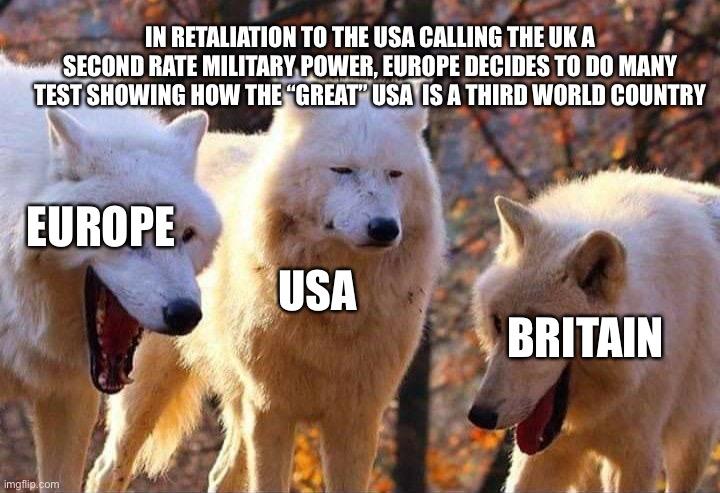 IN RETALIATION TO THE USA CALLING THE UK A
SECOND RATE MILITARY POWER, EUROPE DECIDES TO DO MANY
TEST SHOWING HOW THE “GREAT” USA IS A THIRD WORLD COUNTRY
EUROPE
USA
BRITAIN
imgflip.com